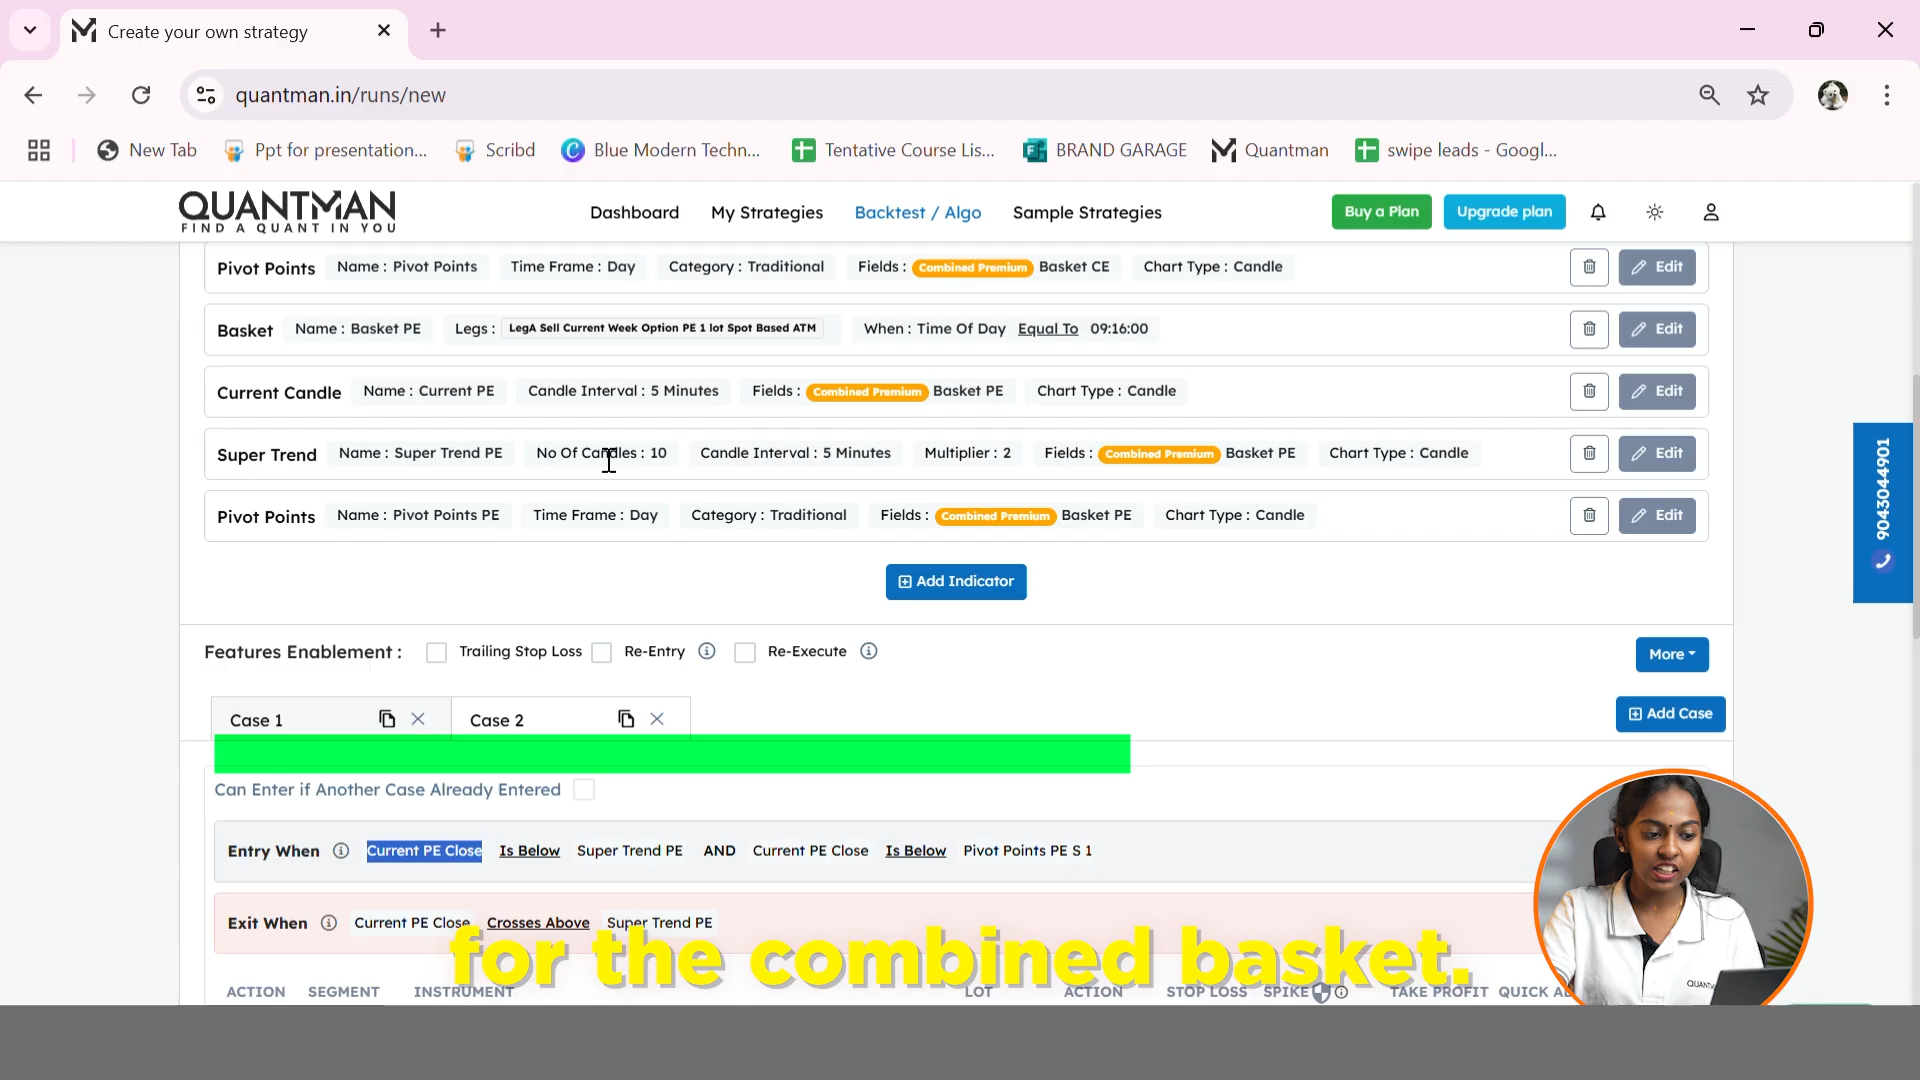 Create your own strategy
quantman.in/runs/new
New Tab Ppt for presentation... Scribd Blue Modern Techn... Tentative Course Lis... BRAND GARAGE Quantman swipe leads - Googl...
QUANTMAN
FIND A QUANT IN YOU
Dashboard My Strategies Backtest / Algo Sample Strategies Buy a Plan Upgrade plan
Pivot Points Name : Pivot Points Time Frame : Day Category : Traditional Fields : Combined Premium Basket CE Chart Type : Candle Edit
Basket Name : Basket PE Legs : LegA Sell Current Week Option PE 1 lot Spot Based ATM When : Time Of Day Equal To 09:16:00 Edit
Current Candle Name : Current PE Candle Interval : 5 Minutes Fields : Combined Premium Basket PE Chart Type : Candle Edit
Super Trend Name : Super Trend PE No Of Candles : 10 Candle Interval : 5 Minutes Multiplier : 2 Fields : Combined Premium Basket PE Chart Type : Candle Edit
Pivot Points Name : Pivot Points PE Time Frame : Day Category : Traditional Fields : Combined Premium Basket PE Chart Type : Candle Edit
9043044901
Add Indicator
Features Enablement : Trailing Stop Loss Re-Entry Re-Execute More
Case 1 Case 2 Add Case
Can Enter if Another Case Already Entered
Entry When Current PE Close Is Below Super Trend PE AND Current PE Close Is Below Pivot Points PE S 1
Exit When Current PE Close Crosses Above Super Trend PE
for the combined basket.
ACTION SEGMENT INSTRUMENT LOT ACTION STOP LOSS SPIKE TAKE PROFIT QUICK